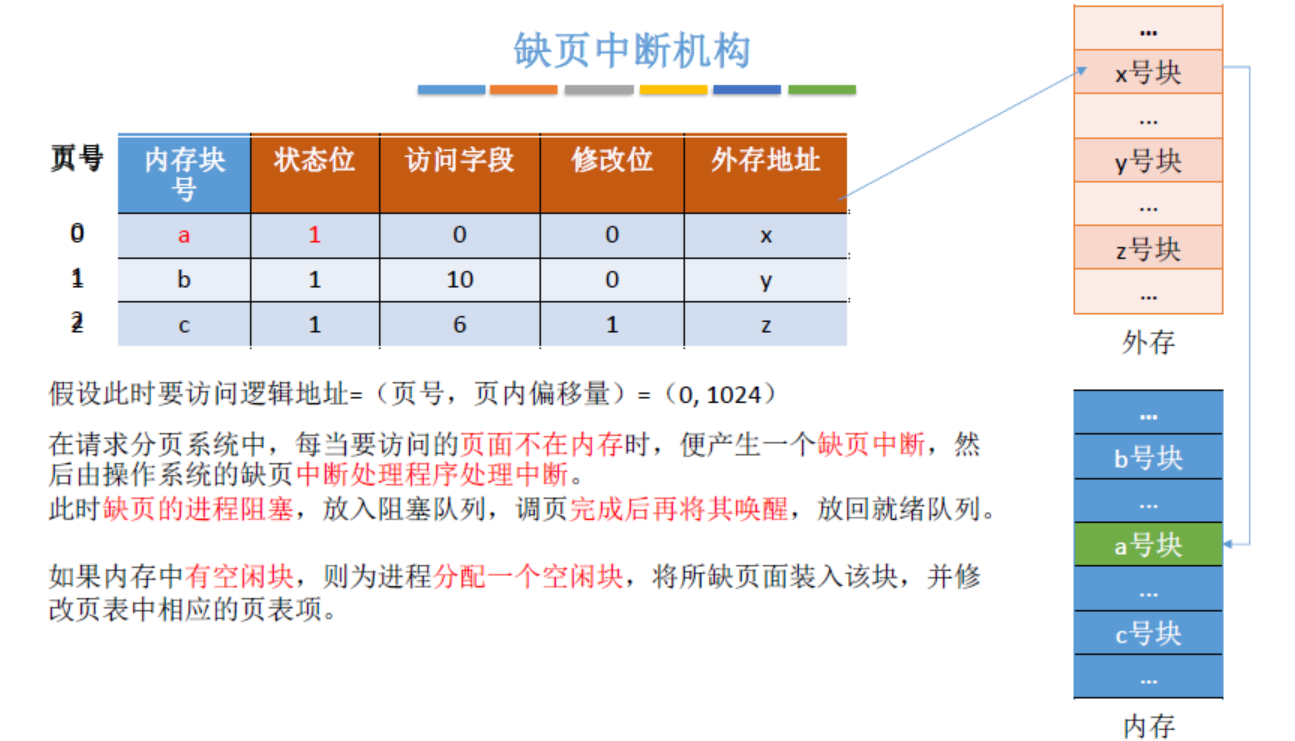 缺页中断机构
页号 内存块号 状态位 访问字段 修改位 外存地址
0 a 1 0 0 x
1 b 1 10 0 y
2 c 1 6 1 z
假设此时要访问逻辑地址=（页号，页内偏移量）=（0, 1024）
在请求分页系统中，每当要访问的页面不在内存时，便产生一个缺页中断，然
后由操作系统的缺页中断处理程序处理中断。
此时缺页的进程阻塞，放入阻塞队列，调页完成后再将其唤醒，放回就绪队列。
如果内存中有空闲块，则为进程分配一个空闲块，将所缺页面装入该块，并修
改页表中相应的页表项。
...
x号块
...
y号块
...
z号块
...
外存
...
b号块
...
a号块
...
c号块
...
内存